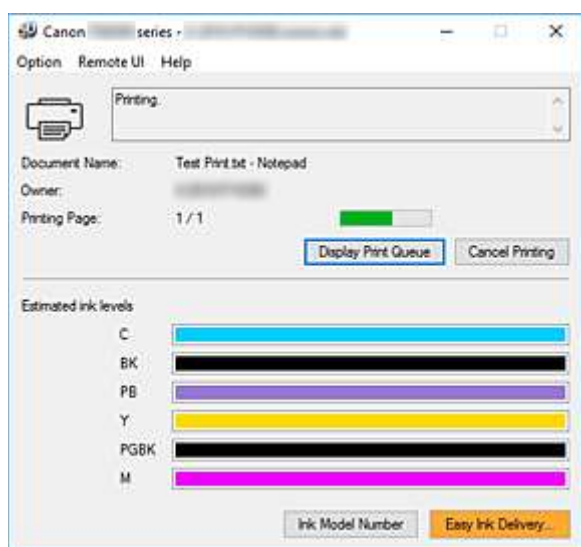 Canon series -
Option Remote UI Help
Printing.
Document Name: Test Print.txt - Notepad
Owner:
Printing Page: 1 / 1
Display Print Queue Cancel Printing
Estimated ink levels
C
BK
PB
Y
PGBK
M
Ink Model Number Easy Ink Delivery...